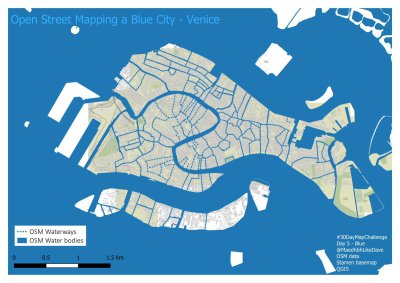 Open Street Mapping a Blue City - Venice
OSM Waterways
OSM Water bodies
0 0.5 1 1.5 km
#30DayMapChallenge
Day 5 - Blue
@MaedhbhLikeDave
OSM data
Stamen basemap
QGIS